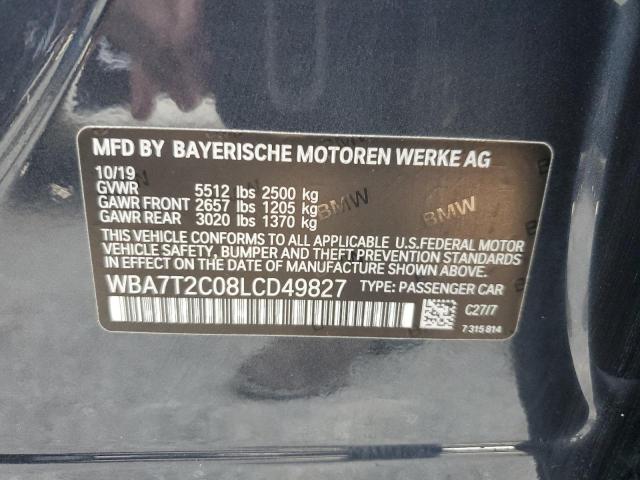 MFD BY BAYERISCHE MOTOREN WERKE AG
10/19
GVWR 5512 lbs 2500 kg
GAWR FRONT 2657 lbs 1205 kg
GAWR REAR 3020 lbs 1370 kg
BMW BMW
THIS VEHICLE CONFORMS TO ALL APPLICABLE U.S.FEDERAL MOTOR
VEHICLE SAFETY, BUMPER AND THEFT PREVENTION STANDARDS
IN EFFECT ON THE DATE OF MANUFACTURE SHOWN ABOVE.
WBA7T2C08LCD49827 TYPE: PASSENGER CAR
C27/7
7 315 814